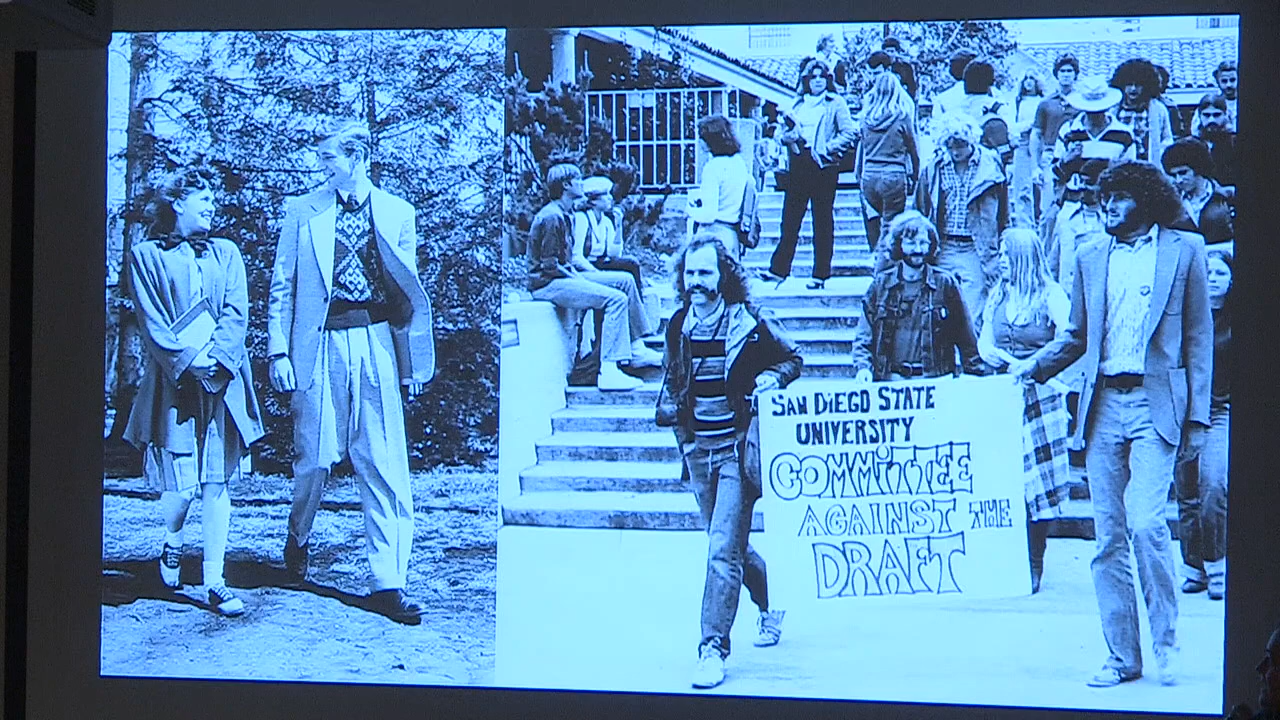 SAN DIEGO STATE
UNIVERSITY
COMMITTEE
AGAINST THE
DRAFT